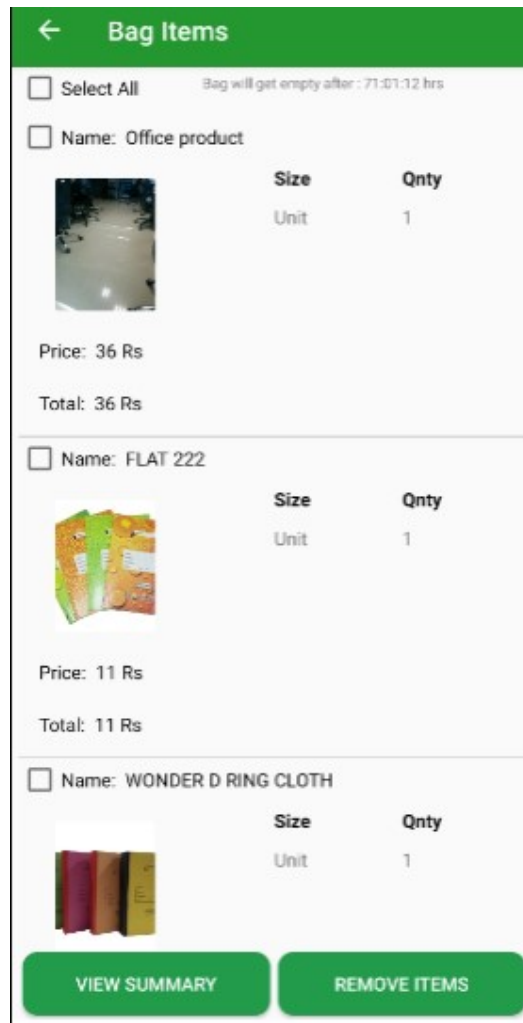 Bag Items
Select All Bag will get empty after : 71:01:12 hrs
Name: Office product
Size Qnty
Unit 1
Price: 36 Rs
Total: 36 Rs
Name: FLAT 222
Size Qnty
Unit 1
Price: 11 Rs
Total: 11 Rs
Name: WONDER D RING CLOTH
Size Qnty
Unit 1
VIEW SUMMARY REMOVE ITEMS